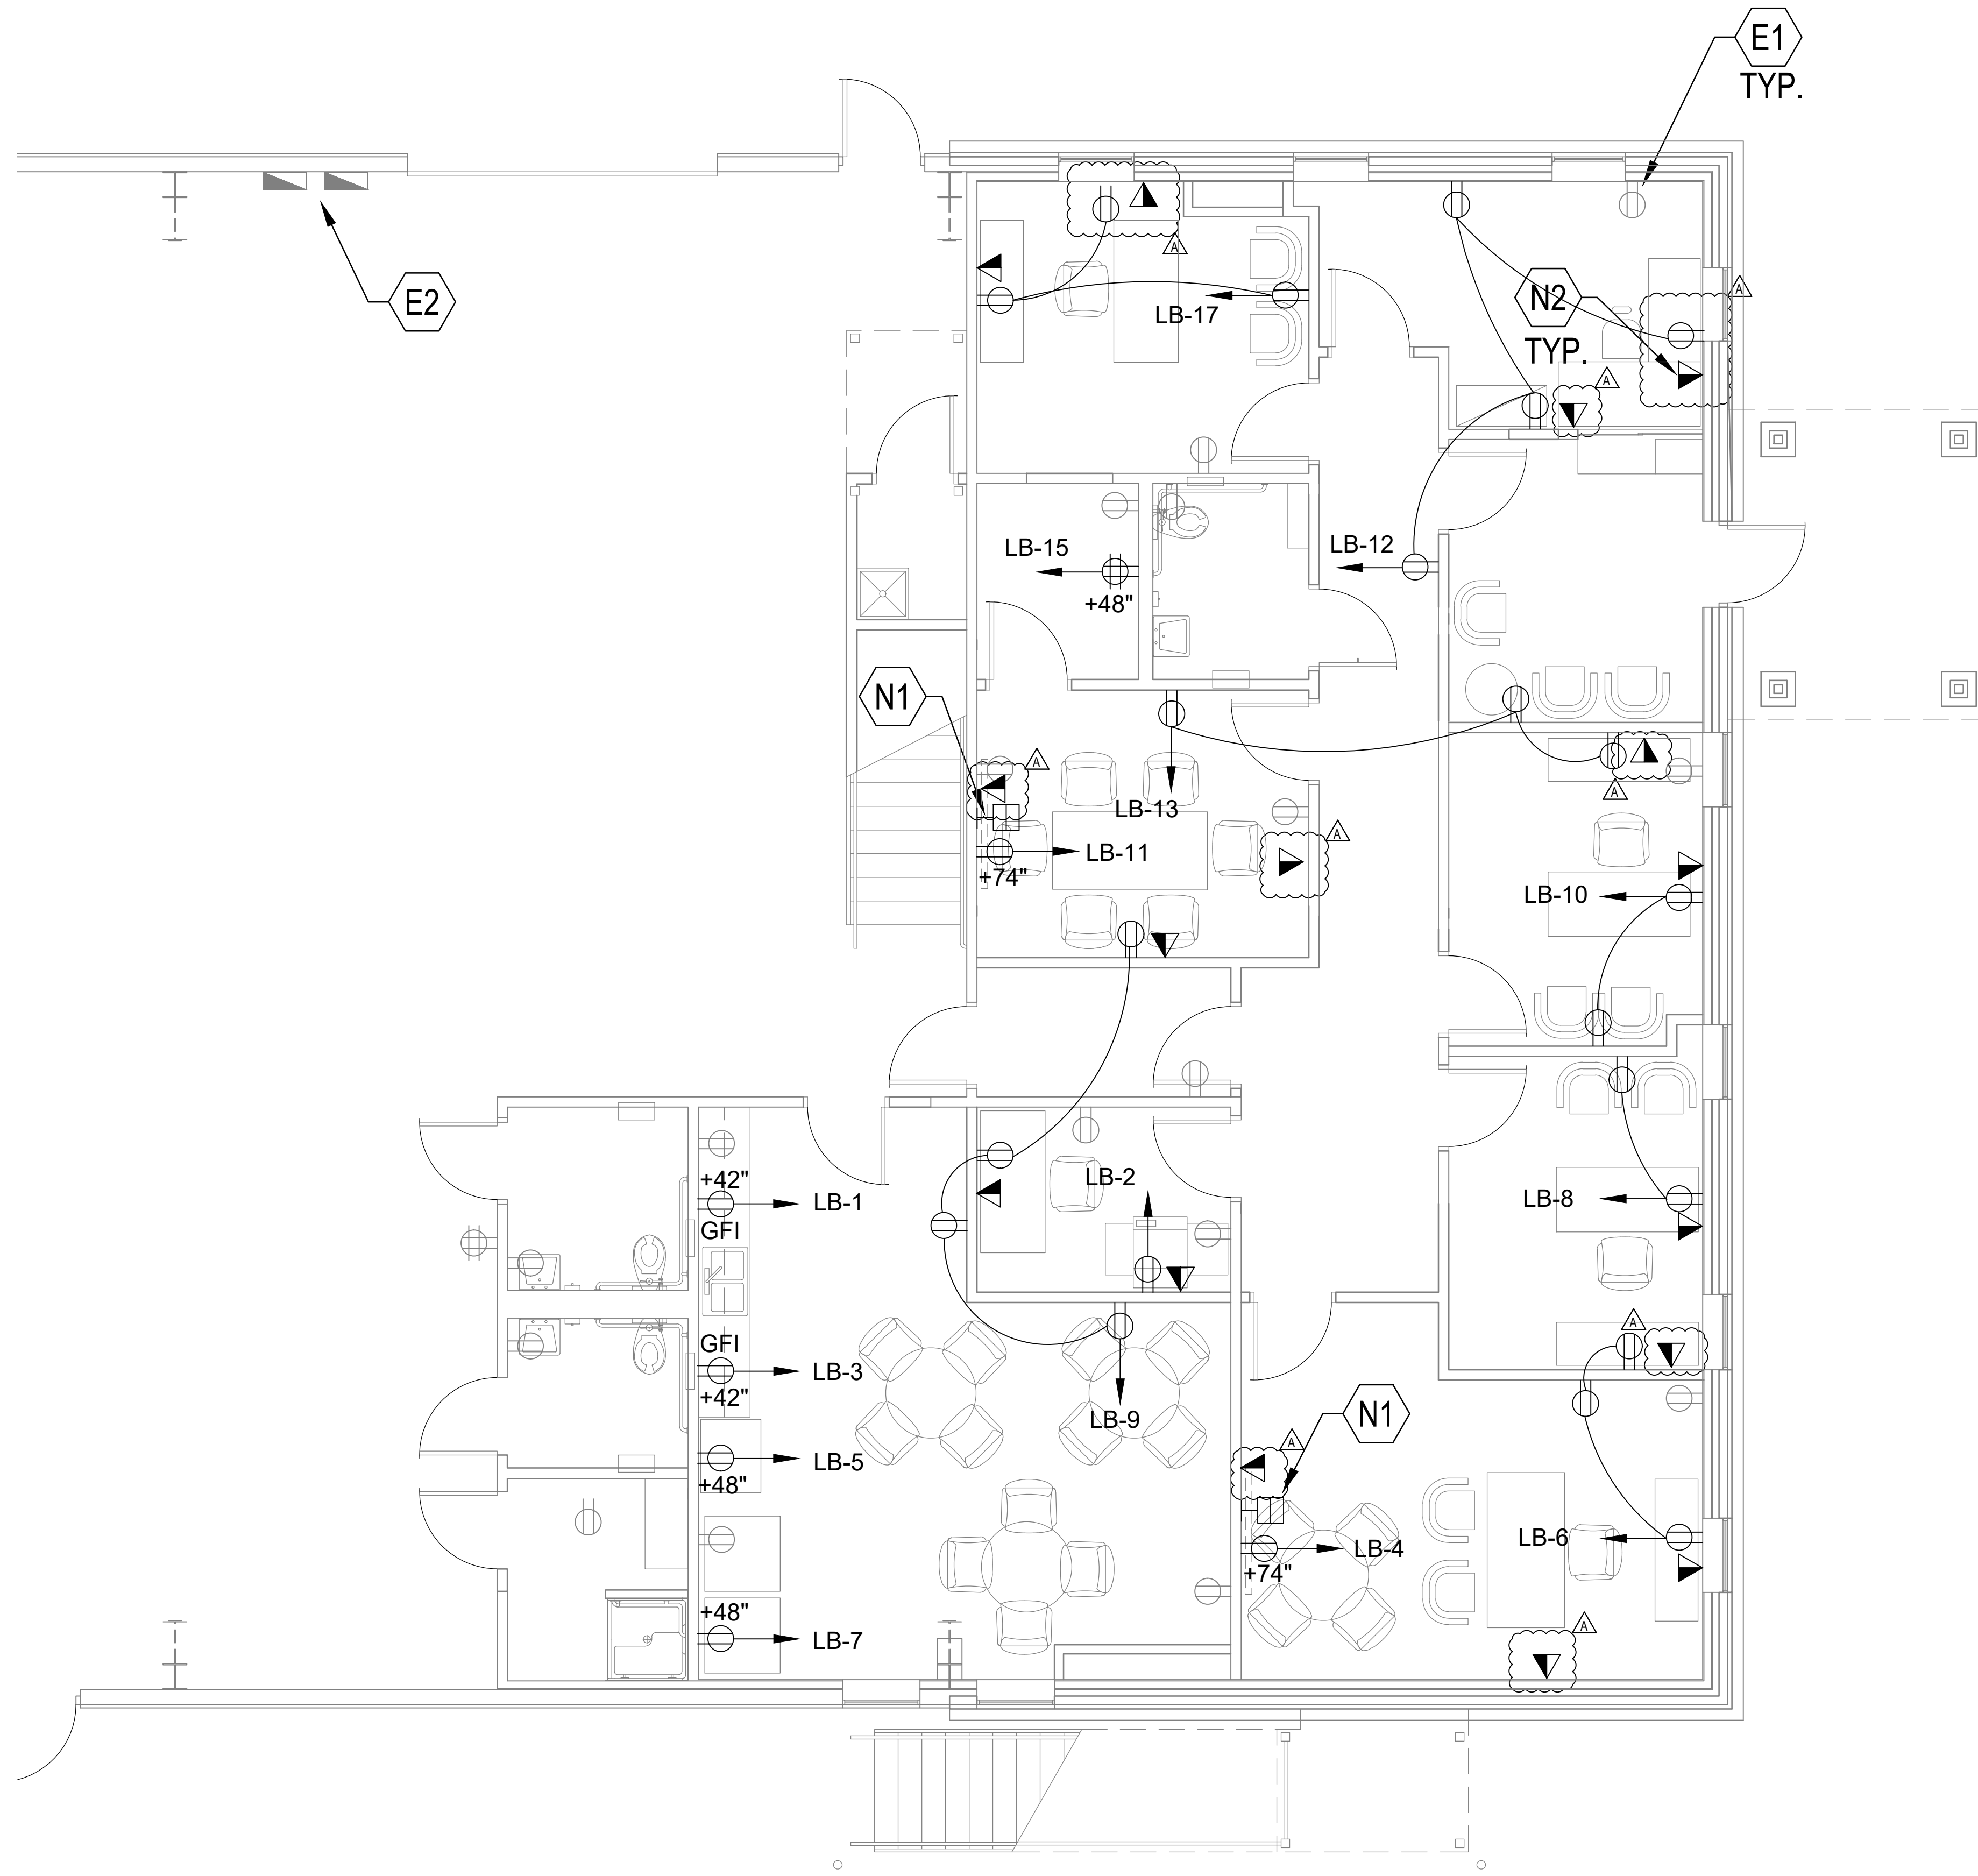 E1
TYP.
E2
A
LB-17
N2
TYP.
A
A
LB-15
+48"
LB-12
N1
A
LB-13
LB-11
+74"
A
A
LB-10
LB-2
+42"
LB-1
GFI
LB-8
GFI
LB-3
+42"
A
LB-9
N1
A
LB-5
+48"
LB-6
LB-4
+74"
+48"
LB-7
A